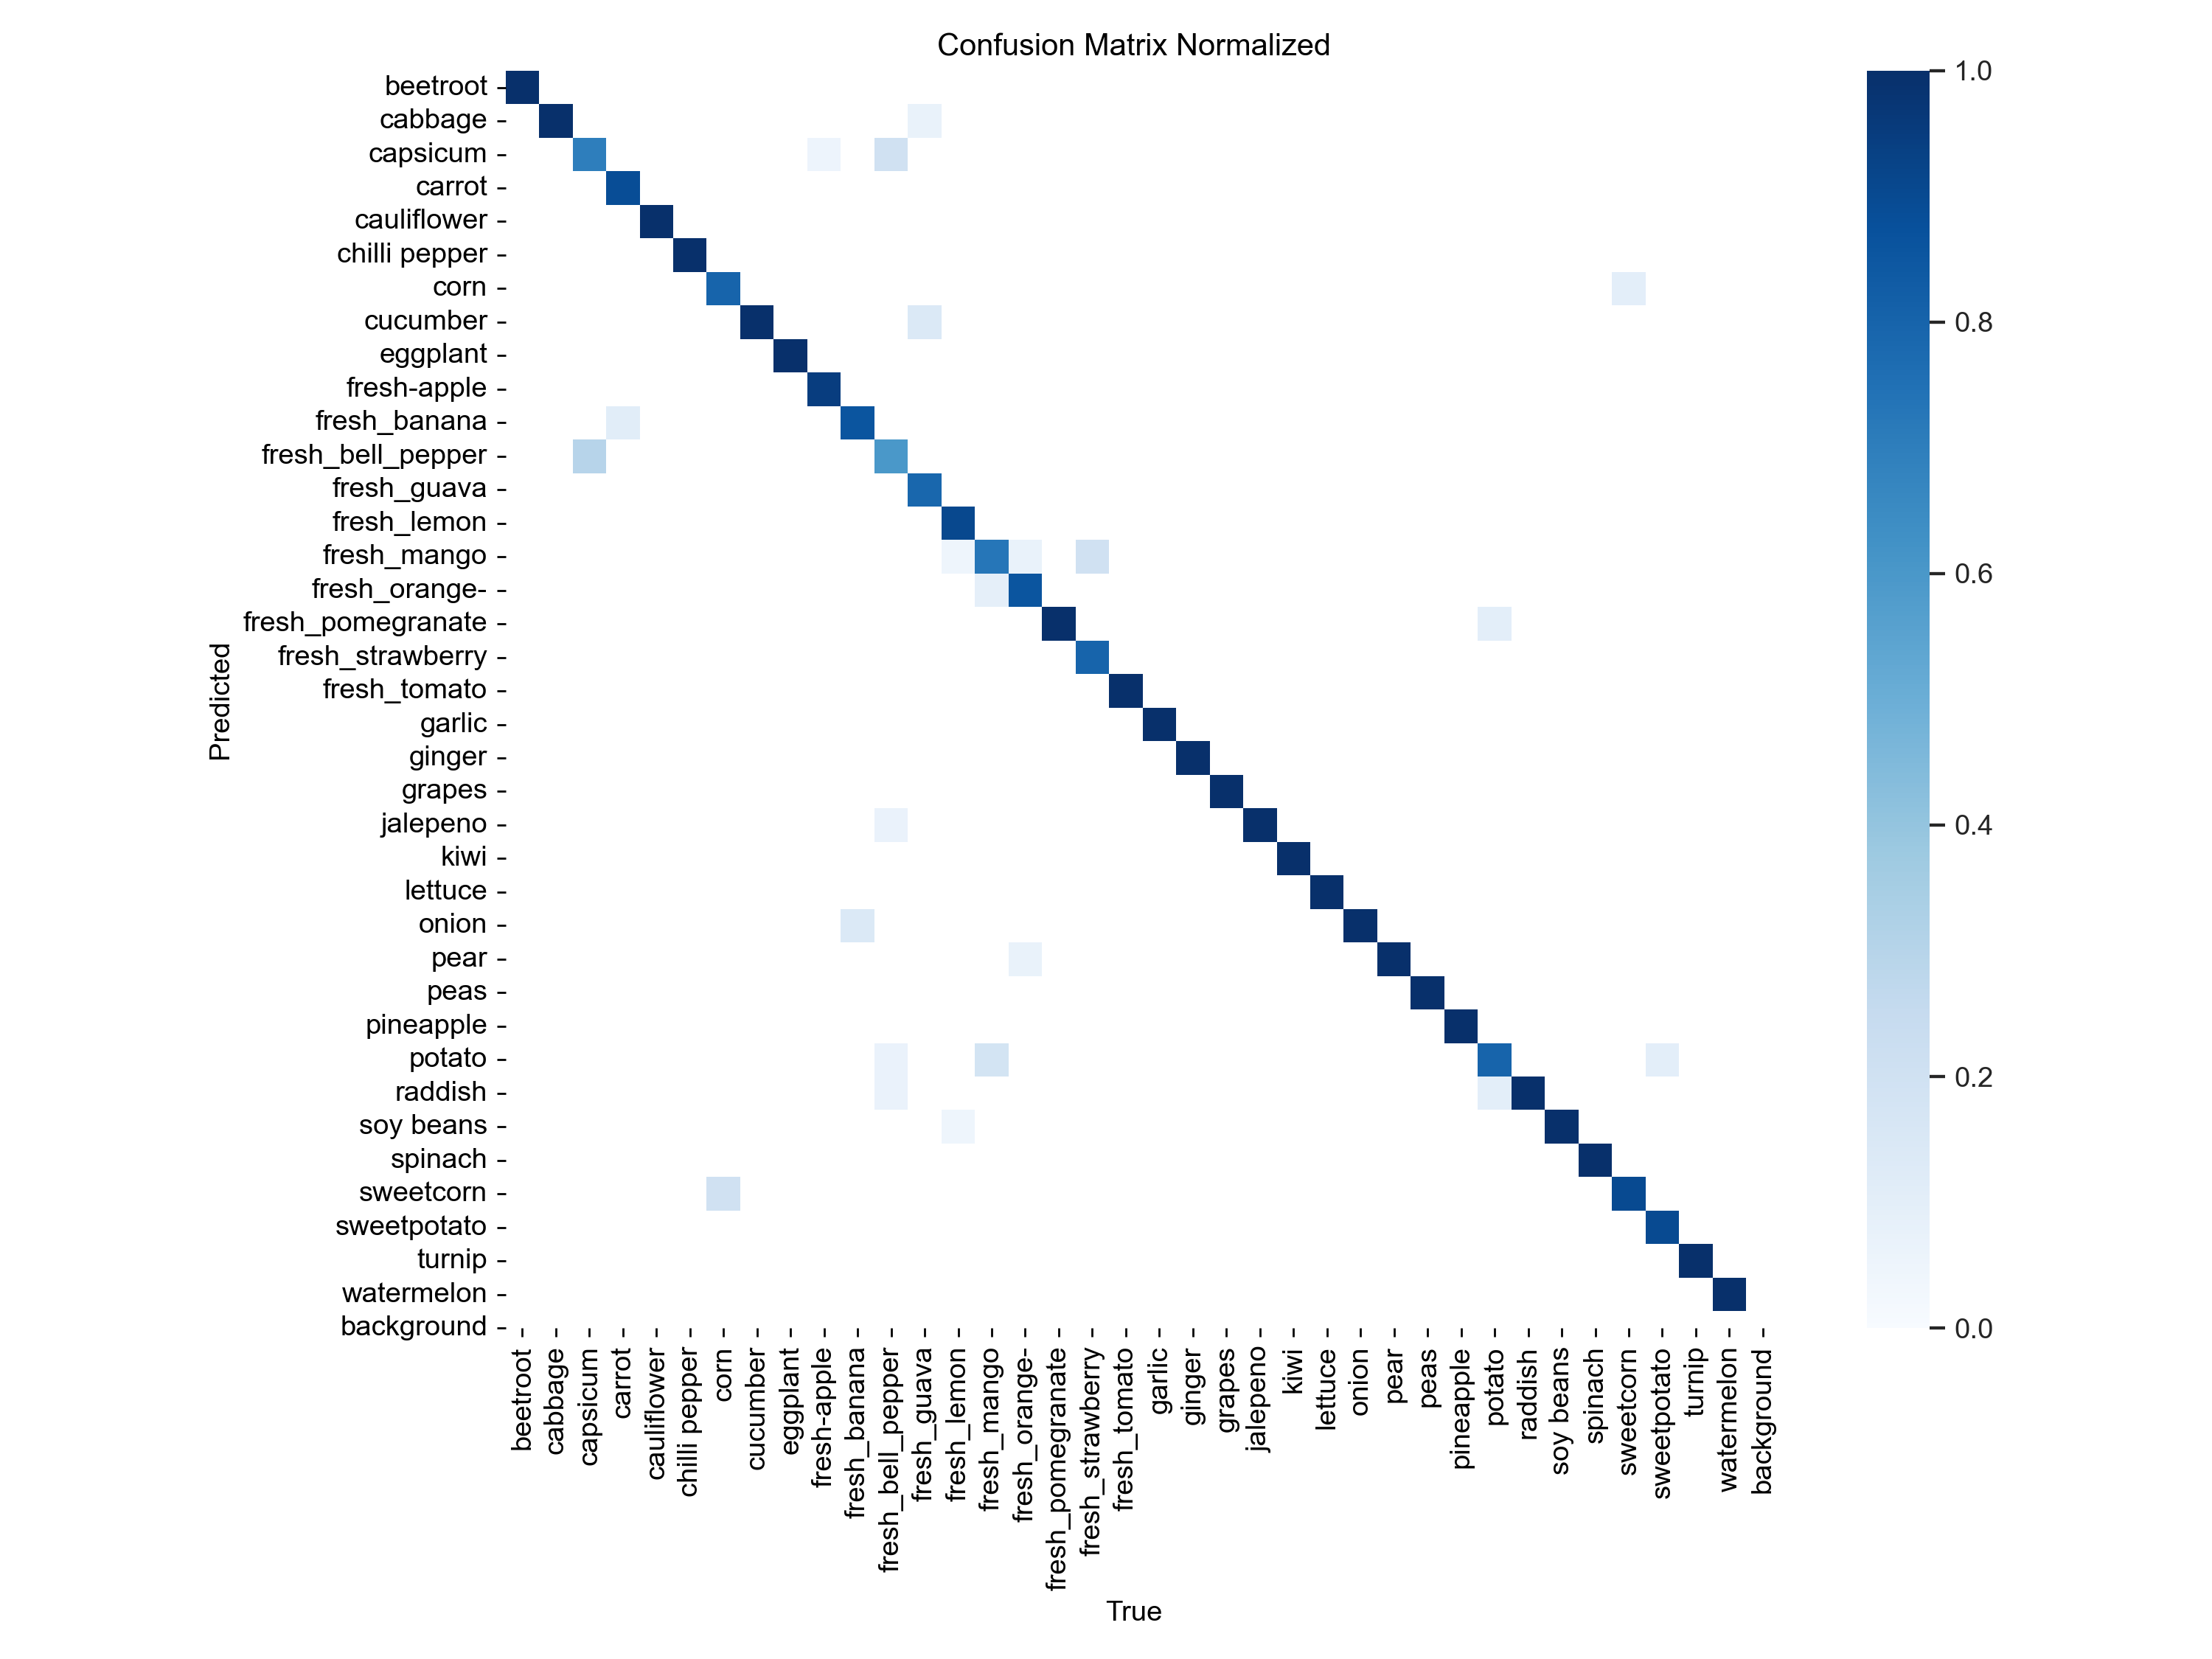 Confusion Matrix Normalized
beetroot
cabbage
capsicum
carrot
cauliflower
chilli pepper
corn
cucumber
eggplant
fresh-apple
fresh_banana
fresh_bell_pepper
fresh_guava
fresh_lemon
fresh_mango
fresh_orange-
fresh_pomegranate
fresh_strawberry
fresh_tomato
garlic
ginger
grapes
jalepeno
kiwi
lettuce
onion
pear
peas
pineapple
potato
raddish
soy beans
spinach
sweetcorn
sweetpotato
turnip
watermelon
background
Predicted
beetroot
cabbage
capsicum
carrot
cauliflower
chilli pepper
corn
cucumber
eggplant
fresh-apple
fresh_banana
fresh_bell_pepper
fresh_guava
fresh_lemon
fresh_mango
fresh_orange-
fresh_pomegranate
fresh_strawberry
fresh_tomato
garlic
ginger
grapes
jalepeno
kiwi
lettuce
onion
pear
peas
pineapple
potato
raddish
soy beans
spinach
sweetcorn
sweetpotato
turnip
watermelon
background
True
1.0
0.8
0.6
0.4
0.2
0.0